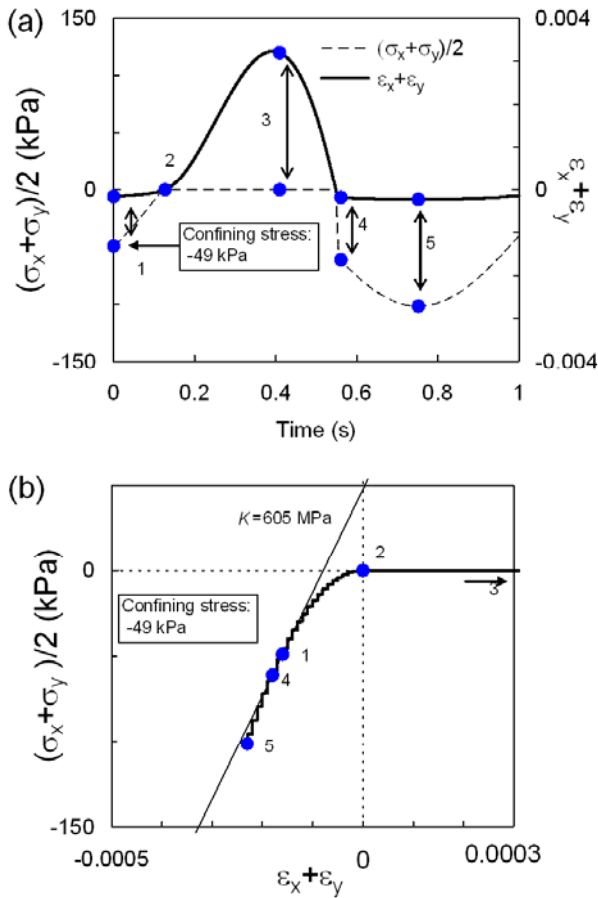 (a)
150
0.004
(σx+σy)/2
εx+εy
3
2
(σx+σy)/2 (kPa)
0
0
εx+εy
Confining stress:
-49 kPa
1
4
5
-150
-0.004
0
0.2
0.4
0.6
0.8
1
Time (s)
(b)
K=605 MPa
2
0
3
Confining stress:
-49 kPa
(σx+σy)/2 (kPa)
1
4
5
-150
-0.0005
0
0.0003
εx+εy